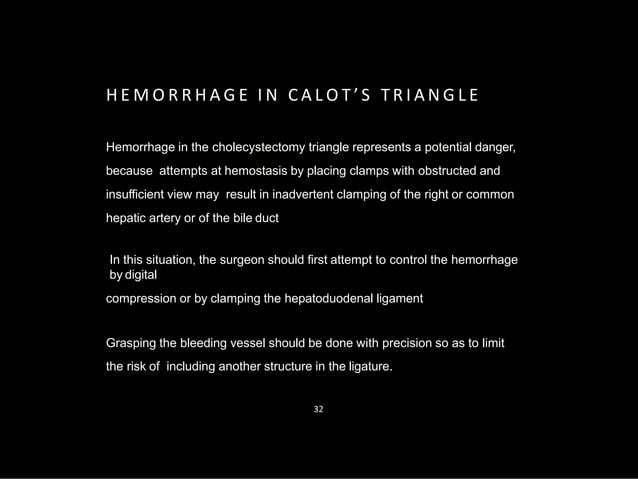 HEMORRHAGE IN CALOT’S TRIANGLE
Hemorrhage in the cholecystectomy triangle represents a potential danger,
because attempts at hemostasis by placing clamps with obstructed and
insufficient view may result in inadvertent clamping of the right or common
hepatic artery or of the bile duct
In this situation, the surgeon should first attempt to control the hemorrhage
by digital
compression or by clamping the hepatoduodenal ligament
Grasping the bleeding vessel should be done with precision so as to limit
the risk of including another structure in the ligature.
32